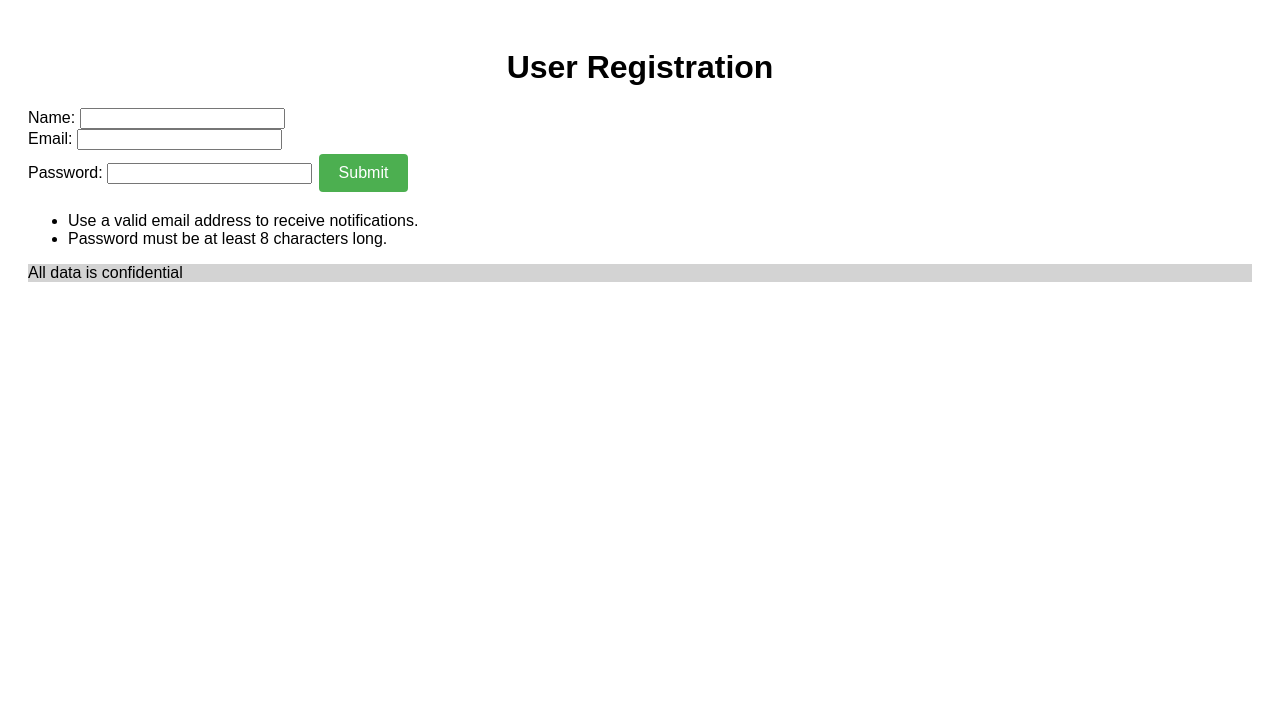 User Registration
Name:
Email:
Password: Submit
Use a valid email address to receive notifications.
Password must be at least 8 characters long.
All data is confidential